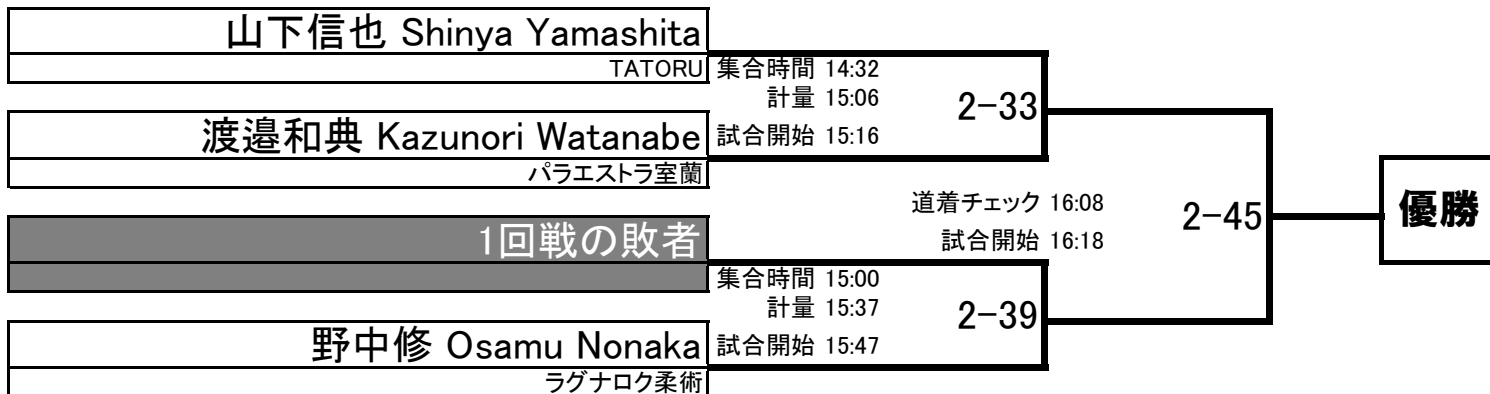 山下信也 Shinya Yamashita
TATORU
集合時間 14:32
計量 15:06
2-33
渡邉和典 Kazunori Watanabe
試合開始 15:16
パラエストラ室蘭
道着チェック 16:08
2-45
優勝
1回戦の敗者
試合開始 16:18
集合時間 15:00
計量 15:37
2-39
野中修 Osamu Nonaka
試合開始 15:47
ラグナロク柔術